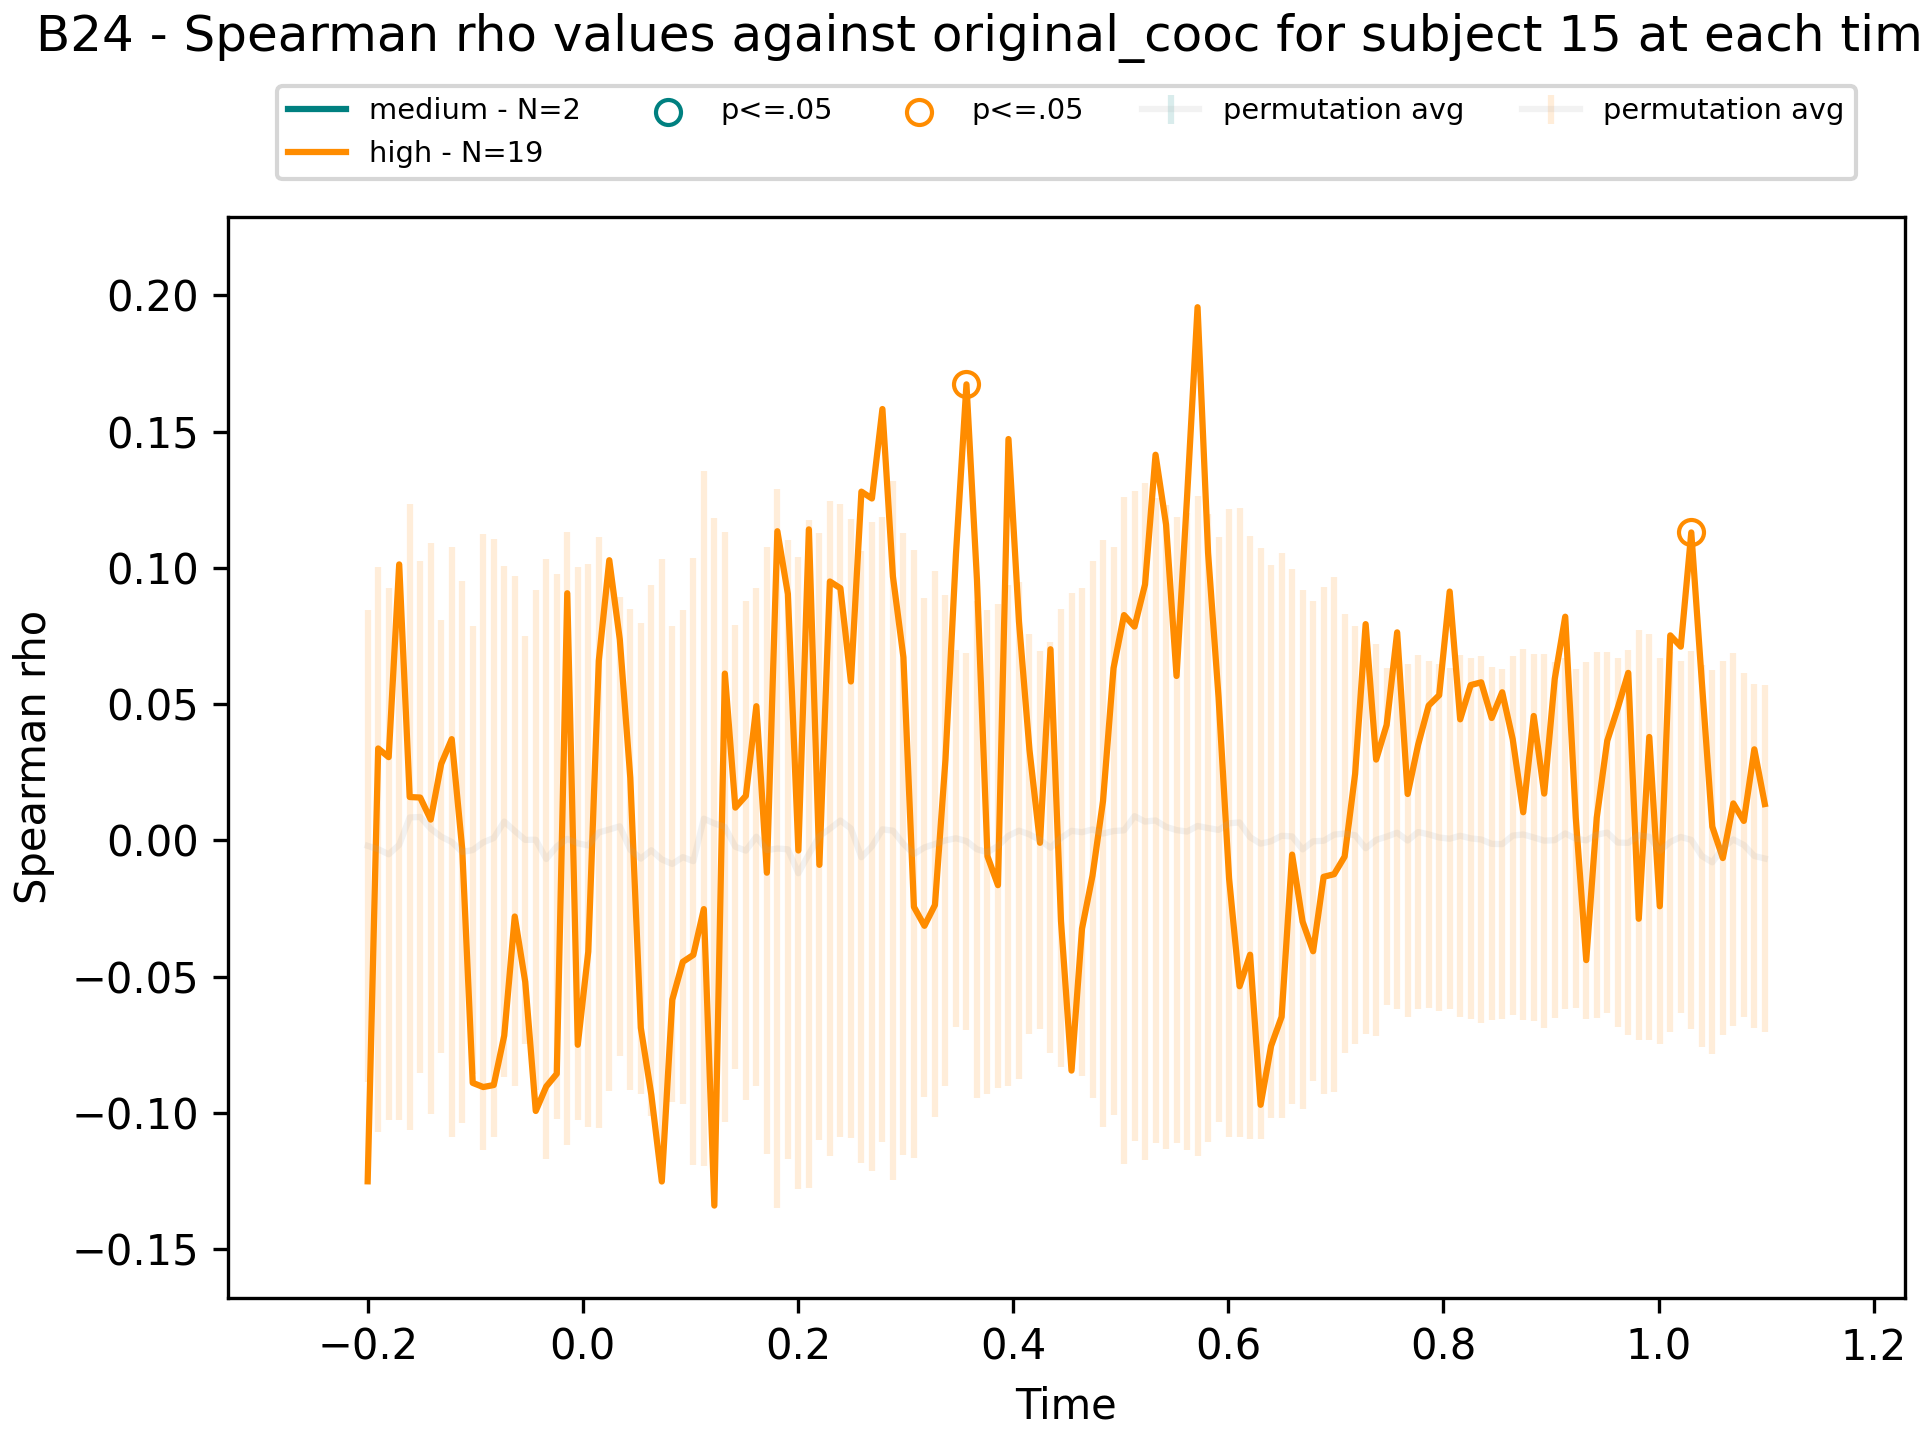 B24 - Spearman rho values against original_cooc for subject 15 at each tim
medium - N=2 p<=.05 p<=.05 permutation avg permutation avg
high - N=19
0.20
0.15
0.10
0.05
0.00
−0.05
−0.10
−0.15
Spearman rho
−0.2 0.0 0.2 0.4 0.6 0.8 1.0 1.2
Time